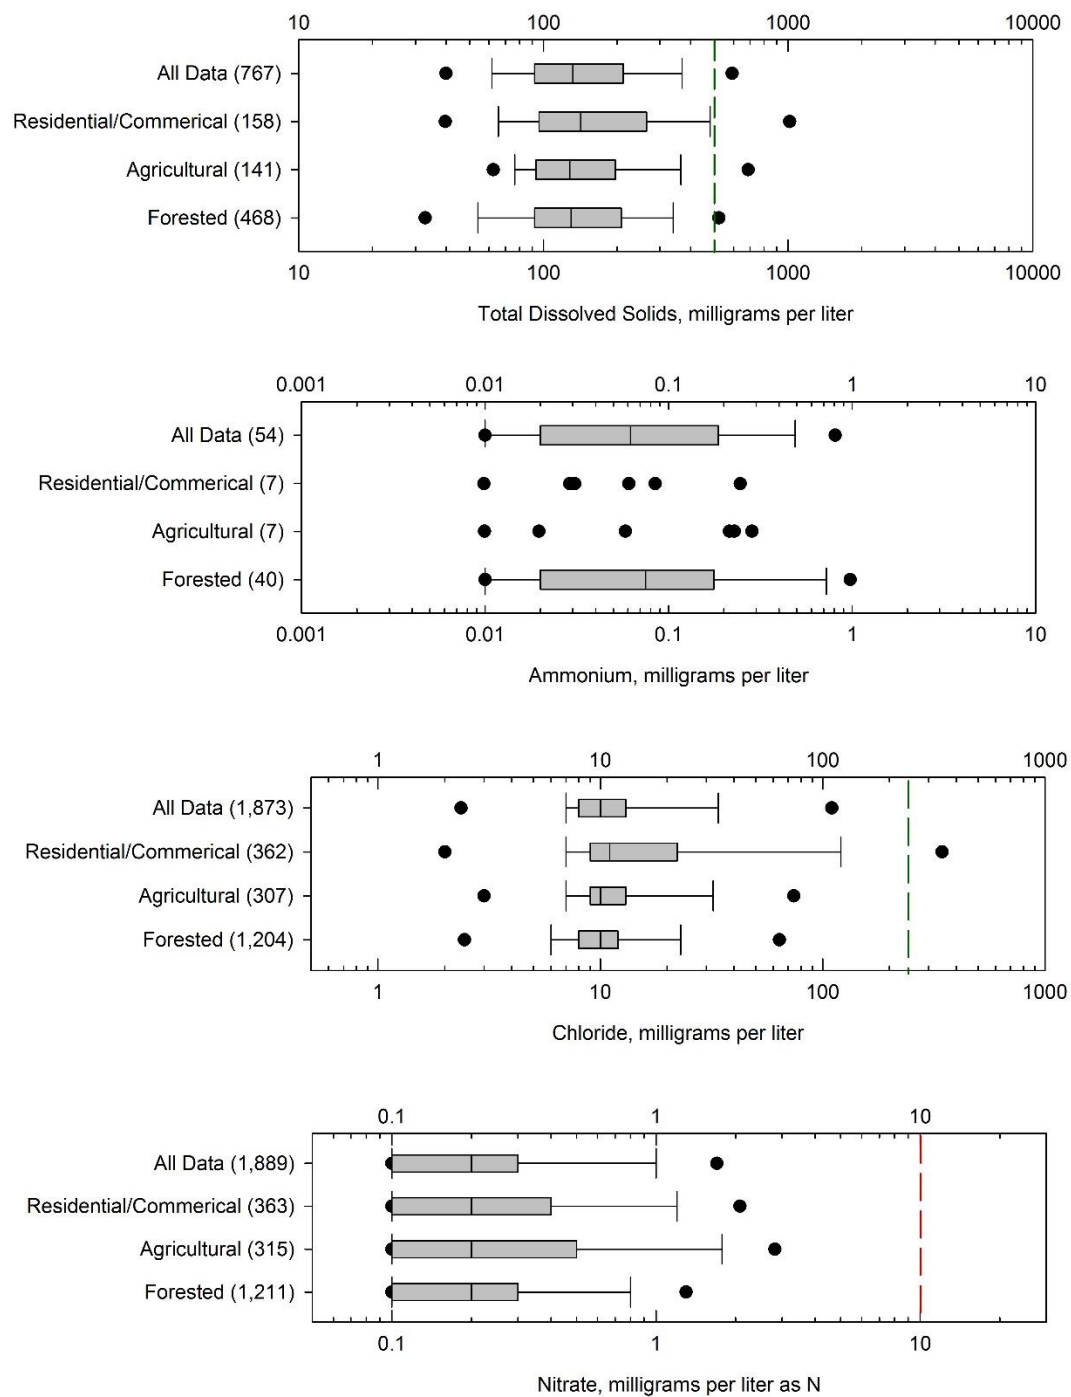 10 100 1000 10000
All Data (767)
Residential/Commerical (158)
Agricultural (141)
Forested (468)
10 100 1000 10000
Total Dissolved Solids, milligrams per liter
0.001 0.01 0.1 1 10
All Data (54)
Residential/Commerical (7)
Agricultural (7)
Forested (40)
0.001 0.01 0.1 1 10
Ammonium, milligrams per liter
1 10 100 1000
All Data (1,873)
Residential/Commerical (362)
Agricultural (307)
Forested (1,204)
1 10 100 1000
Chloride, milligrams per liter
0.1 1 10
All Data (1,889)
Residential/Commerical (363)
Agricultural (315)
Forested (1,211)
0.1 1 10
Nitrate, milligrams per liter as N